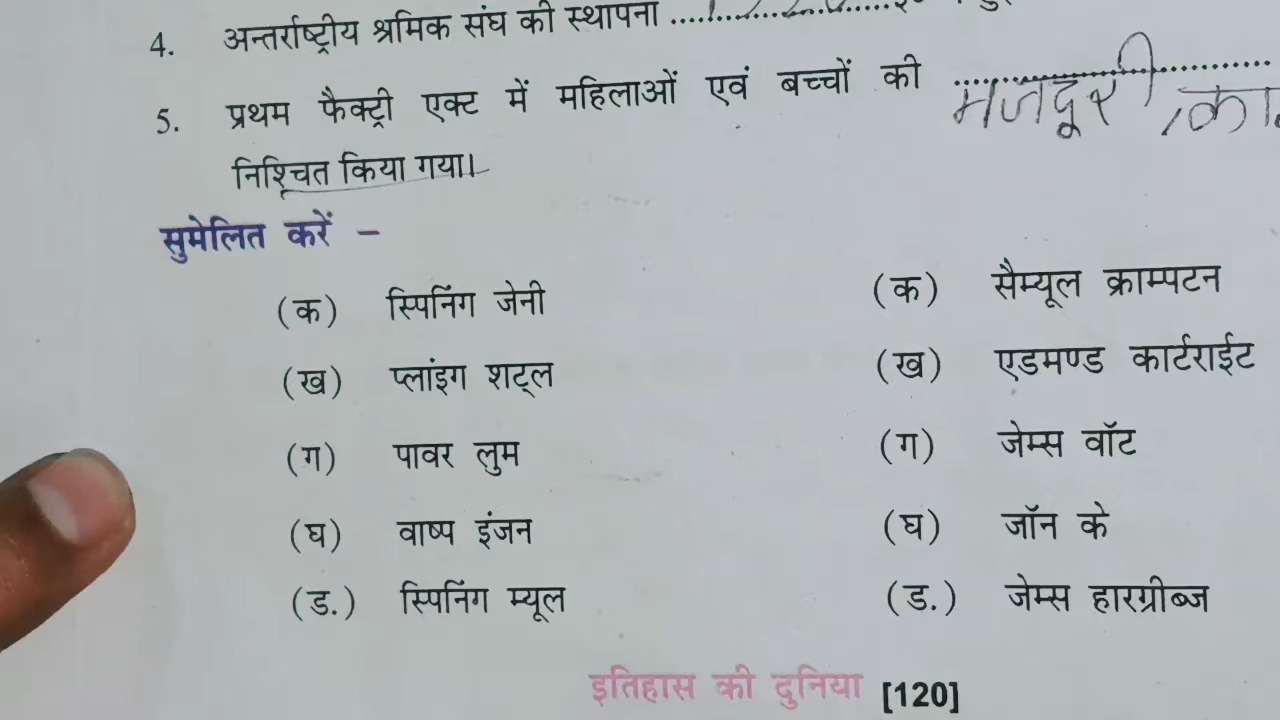 4. अन्तर्राष्ट्रीय श्रमिक संघ की स्थापना
5. प्रथम फैक्ट्री एक्ट में महिलाओं एवं बच्चों की मजदूरी
निश्चित किया गया।
सुमेलित करें –
(क) स्पिनिंग जेनी (क) सैम्यूल क्राम्पटन
(ख) प्लांइग शट्ल (ख) एडमण्ड कार्टराईट
(ग) पावर लुम (ग) जेम्स वॉट
(घ) वाष्प इंजन (घ) जॉन के
(ड.) स्पिनिंग म्यूल (ड.) जेम्स हारग्रीब्ज
इतिहास की दुनिया [120]